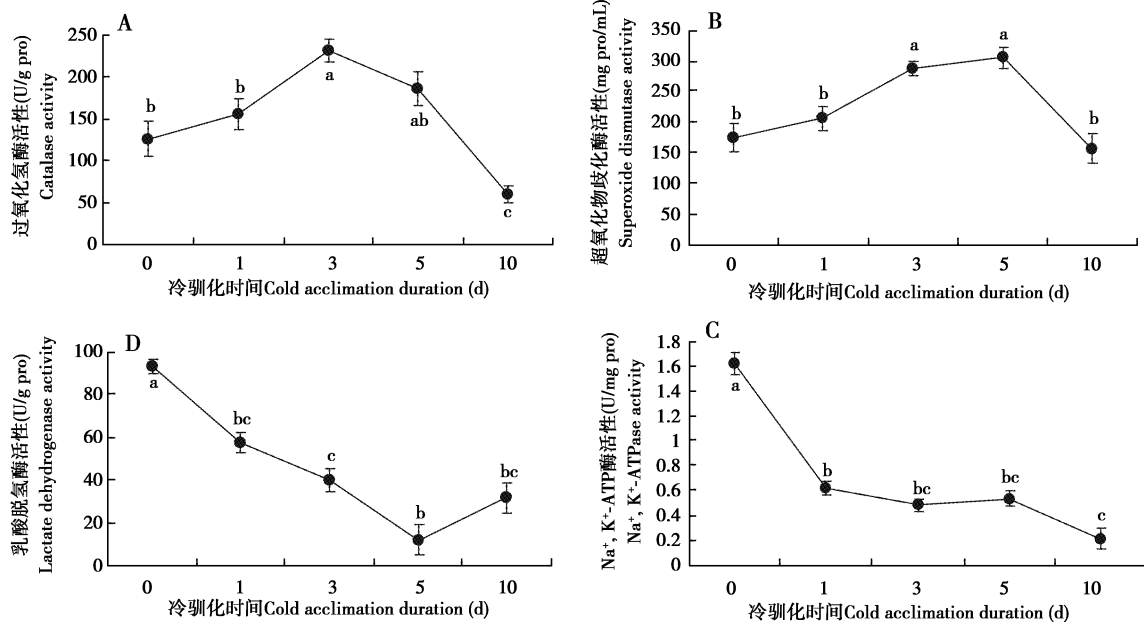 A
过氧化氢酶活性(U/g pro)
Catalase activity
250
200
150
100
50
0
b
b
a
ab
c
0 1 3 5 10
冷驯化时间Cold acclimation duration (d)
B
超氧化物歧化酶活性(mg pro/mL)
Superoxide dismutase activity
350
300
250
200
150
100
50
0
b
b
a
a
b
0 1 3 5 10
冷驯化时间Cold acclimation duration (d)
D
乳酸脱氢酶活性(U/g pro)
Lactate dehydrogenase activity
100
80
60
40
20
0
a
bc
c
b
bc
0 1 3 5 10
冷驯化时间Cold acclimation duration (d)
C
Na⁺, K⁺-ATP酶活性(U/mg pro)
Na⁺, K⁺-ATPase activity
1.8
1.6
1.4
1.2
1
0.8
0.6
0.4
0.2
0
a
b
bc
bc
c
0 1 3 5 10
冷驯化时间Cold acclimation duration (d)